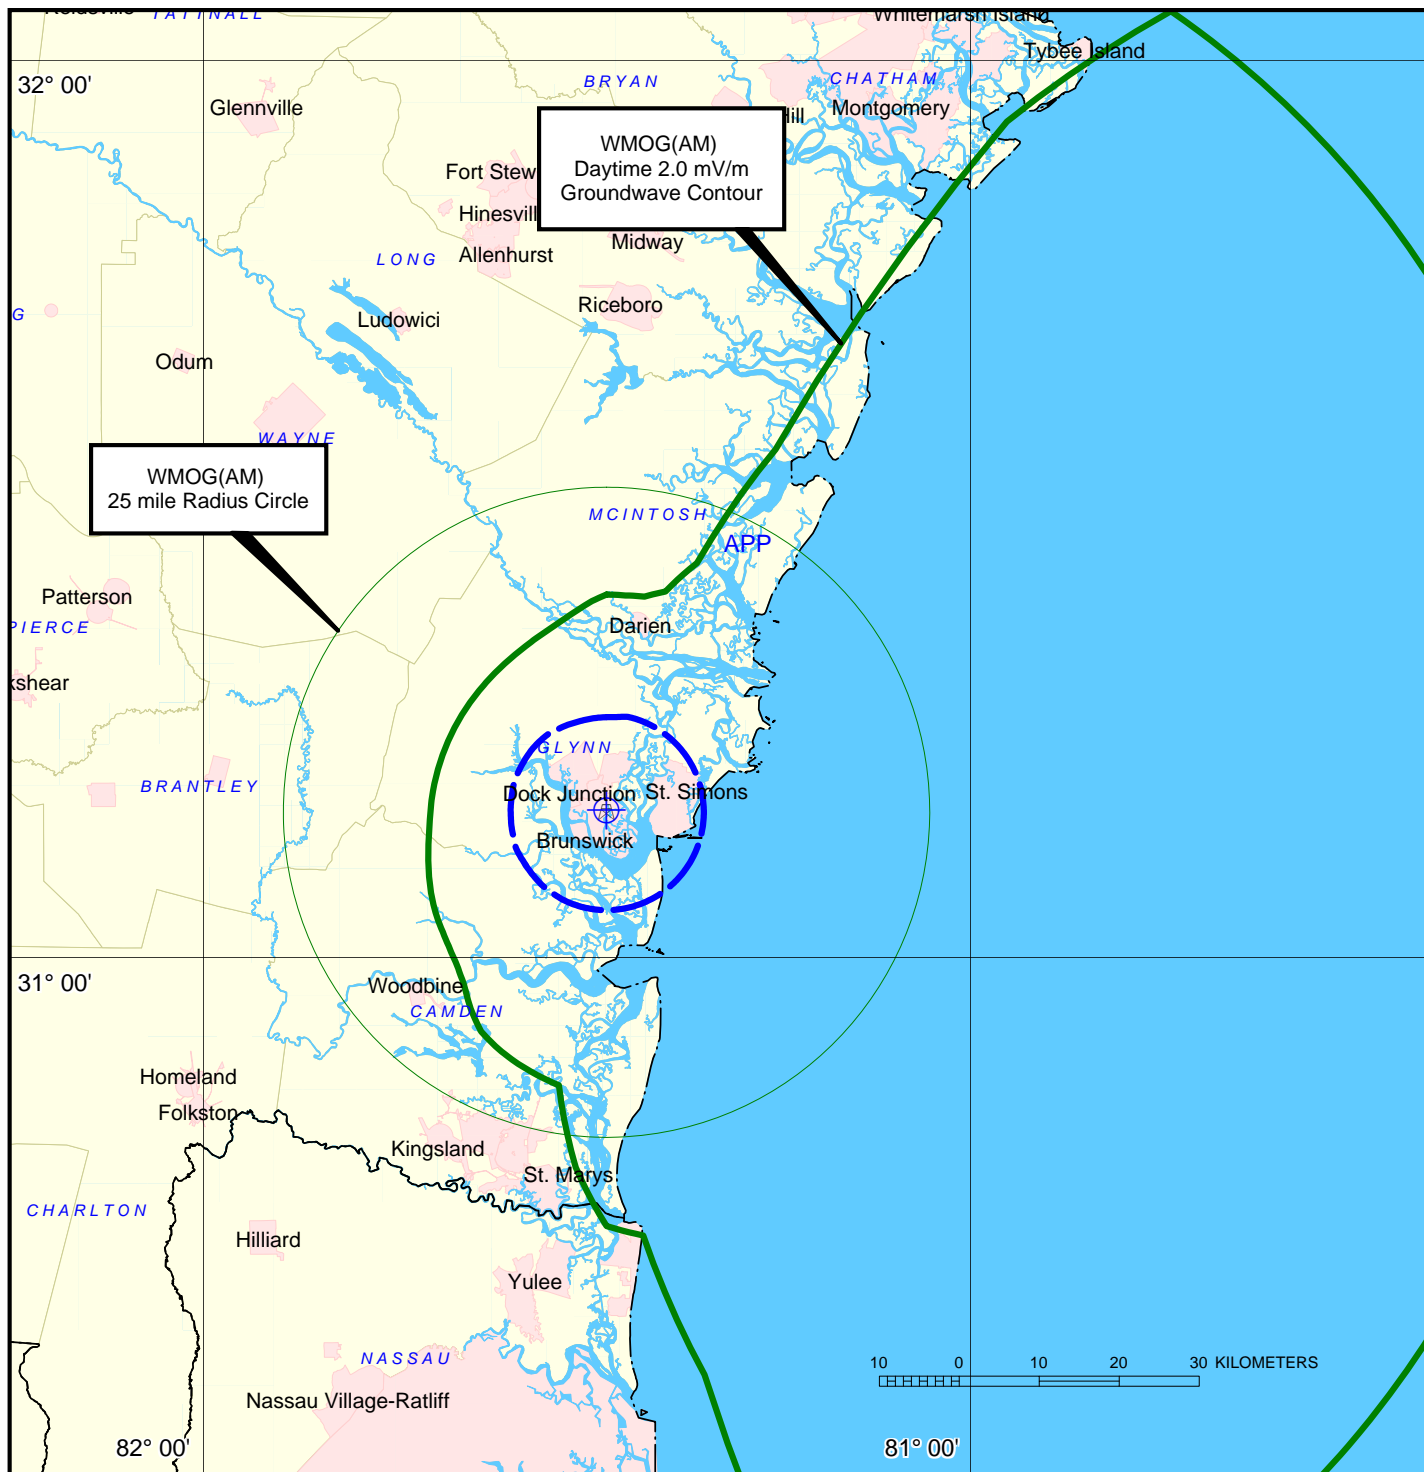 TATTNALL
Whitemarsh Island
Tybee Island
32° 00'
BRYAN
CHATHAM
Glennville
Hill
Montgomery
WMOG(AM)
Daytime 2.0 mV/m
Groundwave Contour
Fort Stew
Hinesvill
Midway
Allenhurst
LONG
Riceboro
G
Ludowici
Odum
WAYNE
WMOG(AM)
25 mile Radius Circle
MCINTOSH
APP
Patterson
PIERCE
Darien
kshear
GLYNN
BRANTLEY
Dock Junction
St. Simons
Brunswick
31° 00'
Woodbine
CAMDEN
Homeland
Folkston
Kingsland
St. Marys
CHARLTON
Hilliard
Yulee
NASSAU
10 0 10 20 30 KILOMETERS
Nassau Village-Ratliff
82° 00'
81° 00'